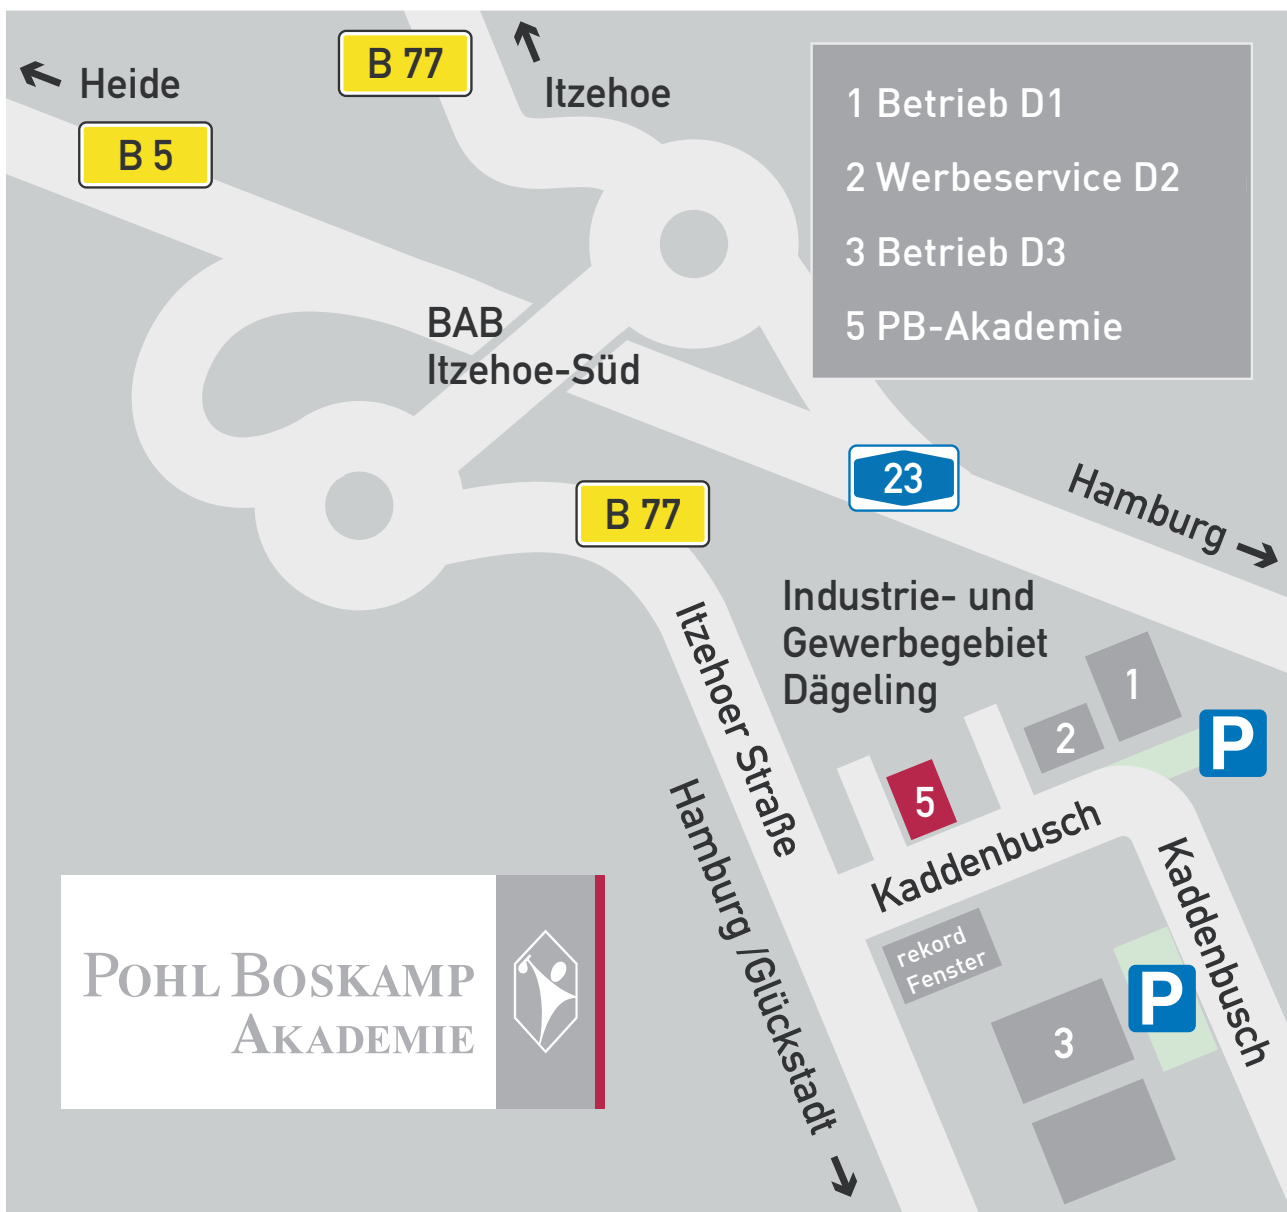 B 77
Itzehoe
Heide
B 5
1 Betrieb D1
2 Werbeservice D2
3 Betrieb D3
5 PB-Akademie
BAB
Itzehoe-Süd
23
Hamburg
B 77
Industrie- und
Gewerbegebiet
Dägeling
Itzehoer Straße
Hamburg /Glückstadt
1
2
P
5
Kaddenbusch
Kaddenbusch
rekord
Fenster
P
3
POHL BOSKAMP
AKADEMIE